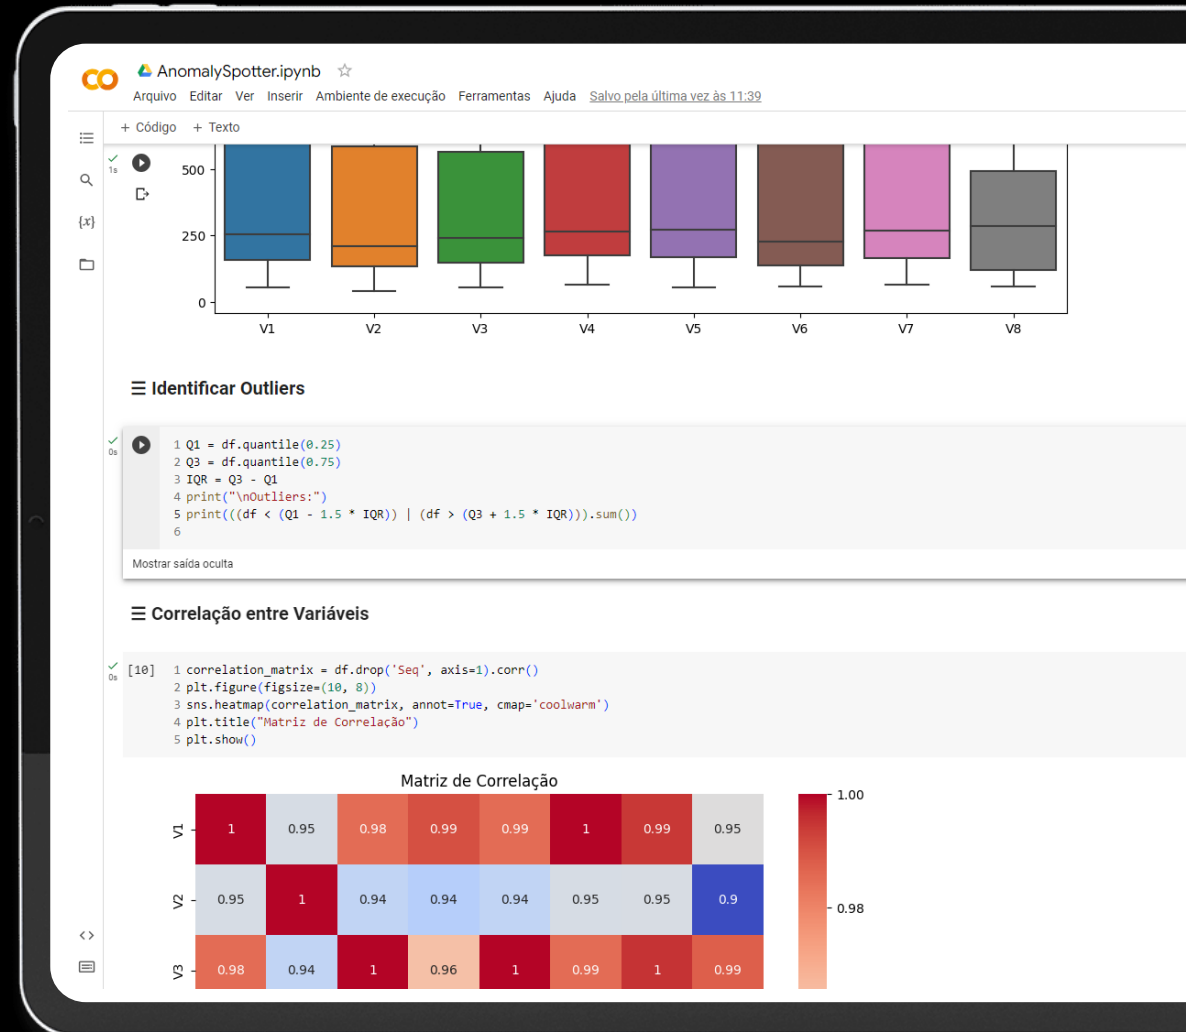 AnomalySpotter.ipynb
Arquivo Editar Ver Inserir Ambiente de execução Ferramentas Ajuda Salvo pela última vez às 11:39
+ Código + Texto
1s
{x}
500
250
0
V1 V2 V3 V4 V5 V6 V7 V8
Identificar Outliers
0s
1 Q1 = df.quantile(0.25)
2 Q3 = df.quantile(0.75)
3 IQR = Q3 - Q1
4 print("\nOutliers:")
5 print(((df < (Q1 - 1.5 * IQR)) | (df > (Q3 + 1.5 * IQR))).sum())
6
Mostrar saída oculta
Correlação entre Variáveis
0s
[10] 1 correlation_matrix = df.drop('Seq', axis=1).corr()
2 plt.figure(figsize=(10, 8))
3 sns.heatmap(correlation_matrix, annot=True, cmap='coolwarm')
4 plt.title("Matriz de Correlação")
5 plt.show()
Matriz de Correlação
V1 1 0.95 0.98 0.99 0.99 1 0.99 0.95
V2 0.95 1 0.94 0.94 0.94 0.95 0.95 0.9
V3 0.98 0.94 1 0.96 1 0.99 1 0.99
1.00
0.98